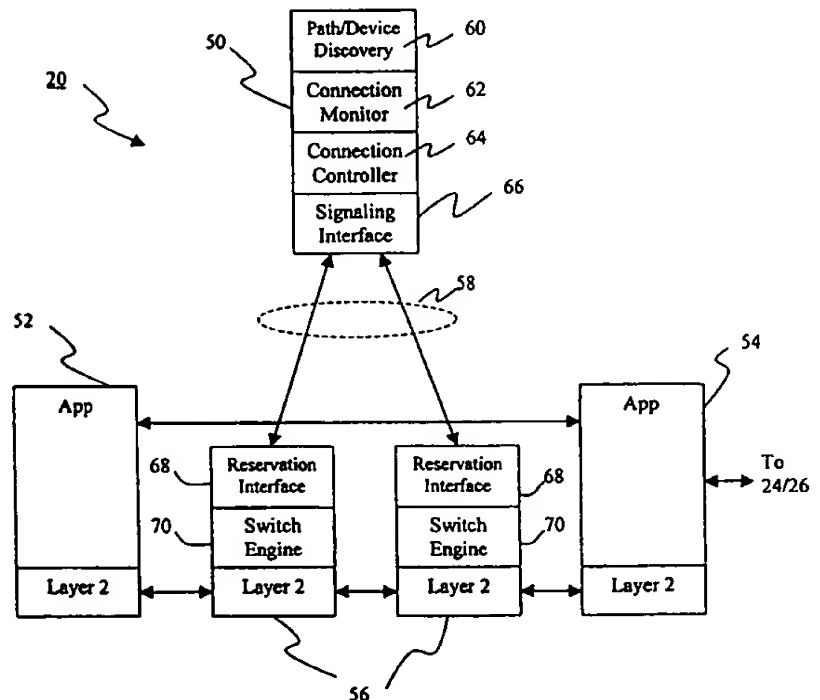 Path/Device
Discovery
60
50
20
Connection
Monitor
62
Connection
Controller
64
Signaling
Interface
66
58
52
54
App
App
Reservation
Interface
68
Reservation
Interface
68
To
24/26
70
Switch
Engine
Switch
Engine
70
Layer 2
Layer 2
Layer 2
Layer 2
56